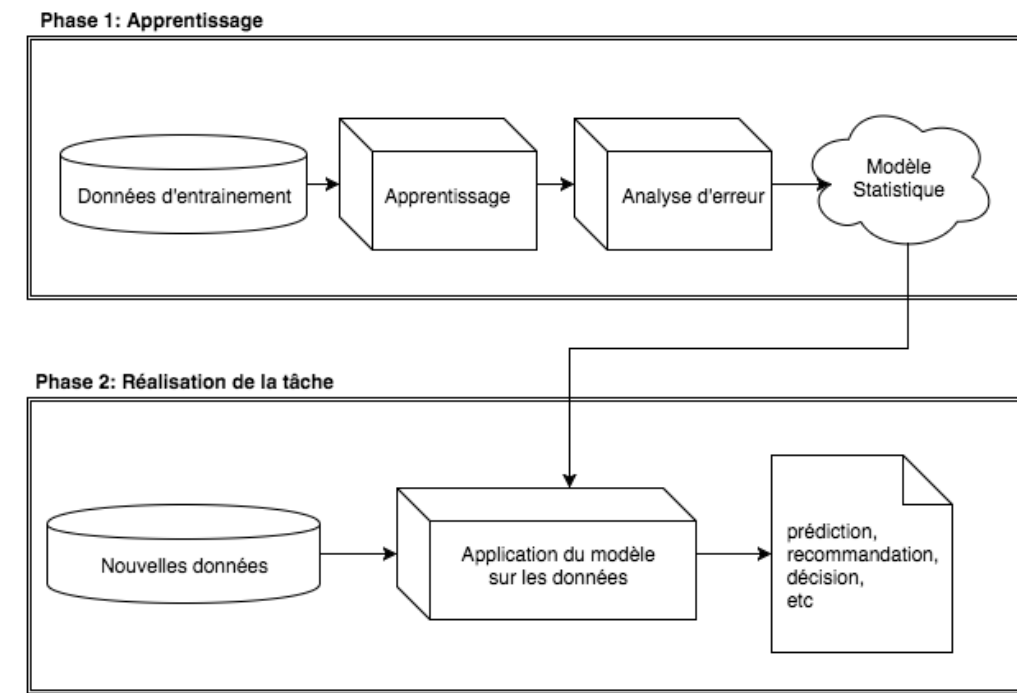 Phase 1: Apprentissage
Données d'entrainement
Apprentissage
Analyse d'erreur
Modèle
Statistique
Phase 2: Réalisation de la tâche
Nouvelles données
Application du modèle
sur les données
prédiction,
recommandation,
décision,
etc